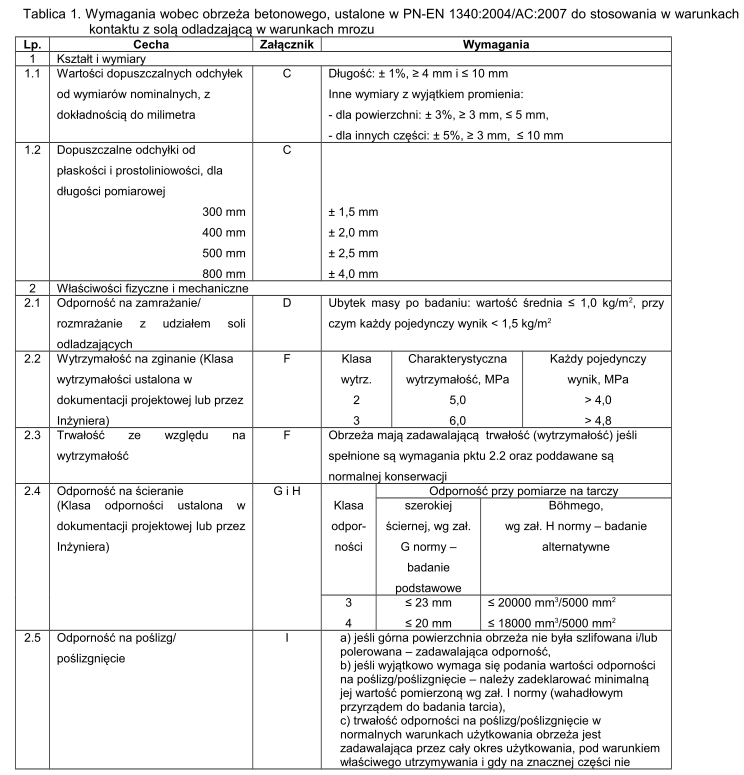 Tablica 1. Wymagania wobec obrzeża betonowego, ustalone w PN-EN 1340:2004/AC:2007 do stosowania w warunkach
kontaktu z solą odladzającą w warunkach mrozu
Lp. Cecha Załącznik Wymagania
1 Kształt i wymiary
1.1 Wartości dopuszczalnych odchyłek od wymiarów nominalnych, z dokładnością do milimetra
C
Długość: ± 1%, ≥ 4 mm i ≤ 10 mm
Inne wymiary z wyjątkiem promienia:
- dla powierzchni: ± 3%, ≥ 3 mm, ≤ 5 mm,
- dla innych części: ± 5%, ≥ 3 mm, ≤ 10 mm
1.2 Dopuszczalne odchyłki od
C
płaskości i prostoliniowości, dla
długości pomiarowej
300 mm ± 1,5 mm
400 mm ± 2,0 mm
500 mm ± 2,5 mm
800 mm ± 4,0 mm
2 Właściwości fizyczne i mechaniczne
2.1 Odporność na zamrażanie/
rozmrażanie z udziałem soli
odladzających
D
Ubytek masy po badaniu: wartość średnia ≤ 1,0 kg/m², przy
czym każdy pojedynczy wynik < 1,5 kg/m²
2.2 Wytrzymałość na zginanie (Klasa
wytrzymałości ustalona w
dokumentacji projektowej lub przez
Inżyniera)
F
Klasa Charakterystyczna Każdy pojedynczy
wytrz. wytrzymałość, MPa wynik, MPa
2 5,0 > 4,0
3 6,0 > 4,8
2.3 Trwałość ze względu na
wytrzymałość
F
Obrzeża mają zadawalającą trwałość (wytrzymałość) jeśli
spełnione są wymagania pktu 2.2 oraz poddawane są
normalnej konserwacji
2.4 Odporność na ścieranie
(Klasa odporności ustalona w
dokumentacji projektowej lub przez
Inżyniera)
G i H
Odporność przy pomiarze na tarczy
Klasa
odpor-
ności
szerokiej
ściernej, wg zał.
G normy –
badanie
podstawowe
Böhmego,
wg zał. H normy – badanie
alternatywne
3 ≤ 23 mm ≤ 20000 mm³/5000 mm²
4 ≤ 20 mm ≤ 18000 mm³/5000 mm²
2.5 Odporność na poślizg/
poślizgnięcie
I
a) jeśli górna powierzchnia obrzeża nie była szlifowana i/lub
polerowana – zadawalająca odporność,
b) jeśli wyjątkowo wymaga się podania wartości odporności
na poślizg/poślizgnięcie – należy zadeklarować minimalną
jej wartość pomierzoną wg zał. I normy (wahadłowym
przyrządem do badania tarcia),
c) trwałość odporności na poślizg/poślizgnięcie w
normalnych warunkach użytkowania obrzeża jest
zadawalająca przez cały okres użytkowania, pod warunkiem
właściwego utrzymywania i gdy na znacznej części nie